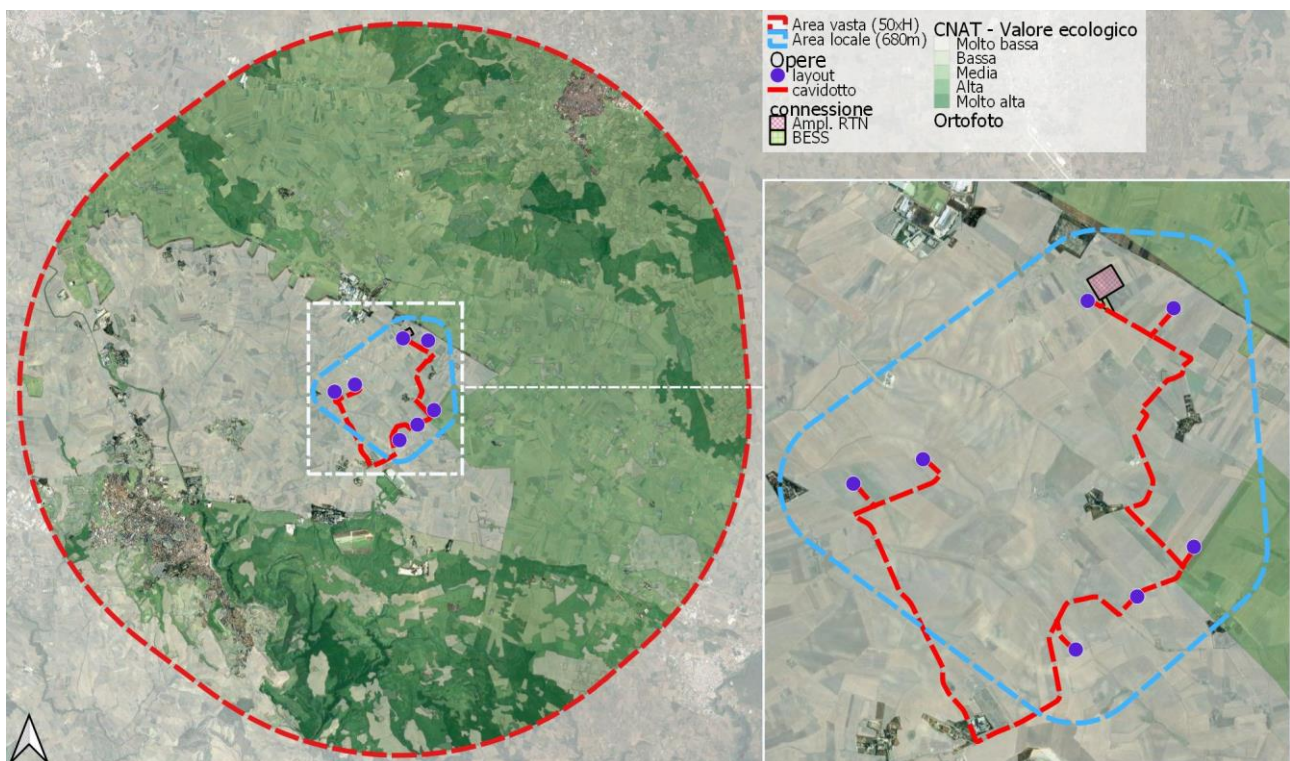 Area vasta (50xH)
Area locale (680m)
Opere
layout
cavidotto
connessione
Ampl. RTN
BESS
CNAT - Valore ecologico
Molto bassa
Bassa
Media
Alta
Molto alta
Ortofoto